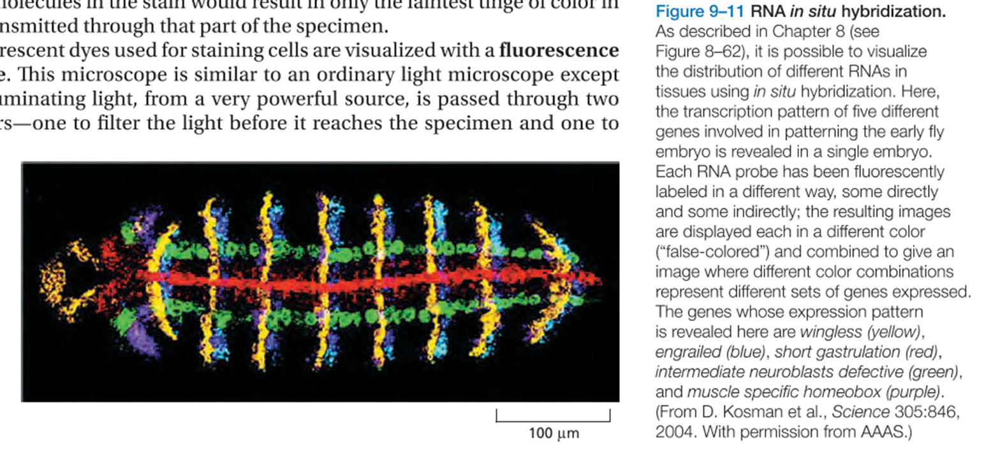 molecules in the stain would result in only the faintest tinge of color in
nsmitted through that part of the specimen.
rescent dyes used for staining cells are visualized with a fluorescence
e. This microscope is similar to an ordinary light microscope except
uminating light, from a very powerful source, is passed through two
rs—one to filter the light before it reaches the specimen and one to
100 μm
Figure 9–11 RNA in situ hybridization.
As described in Chapter 8 (see
Figure 8–62), it is possible to visualize
the distribution of different RNAs in
tissues using in situ hybridization. Here,
the transcription pattern of five different
genes involved in patterning the early fly
embryo is revealed in a single embryo.
Each RNA probe has been fluorescently
labeled in a different way, some directly
and some indirectly; the resulting images
are displayed each in a different color
(“false-colored”) and combined to give an
image where different color combinations
represent different sets of genes expressed.
The genes whose expression pattern
is revealed here are wingless (yellow),
engrailed (blue), short gastrulation (red),
intermediate neuroblasts defective (green),
and muscle specific homeobox (purple).
(From D. Kosman et al., Science 305:846,
2004. With permission from AAAS.)